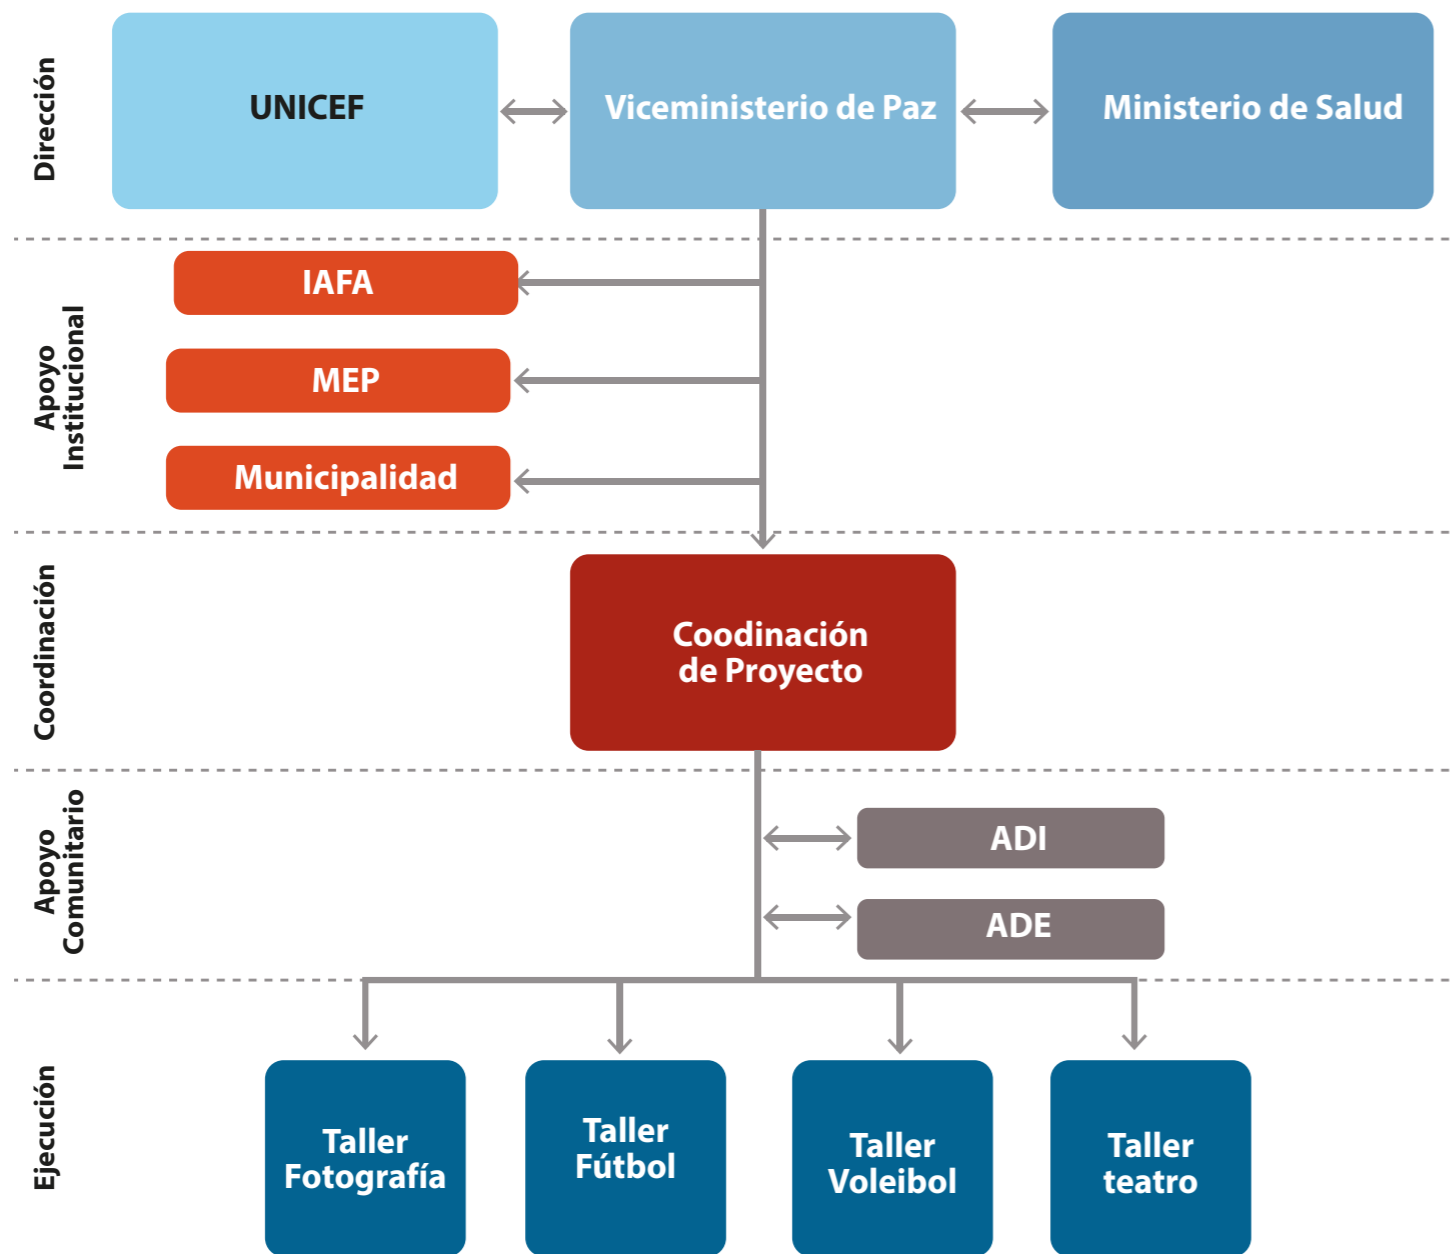 Dirección
UNICEF
Viceministerio de Paz
Ministerio de Salud
Apoyo
Institucional
IAFA
MEP
Municipalidad
Coordinación
Coodinación
de Proyecto
Apoyo
Comunitario
ADI
ADE
Ejecución
Taller
Fotografía
Taller
Fútbol
Taller
Voleibol
Taller
teatro